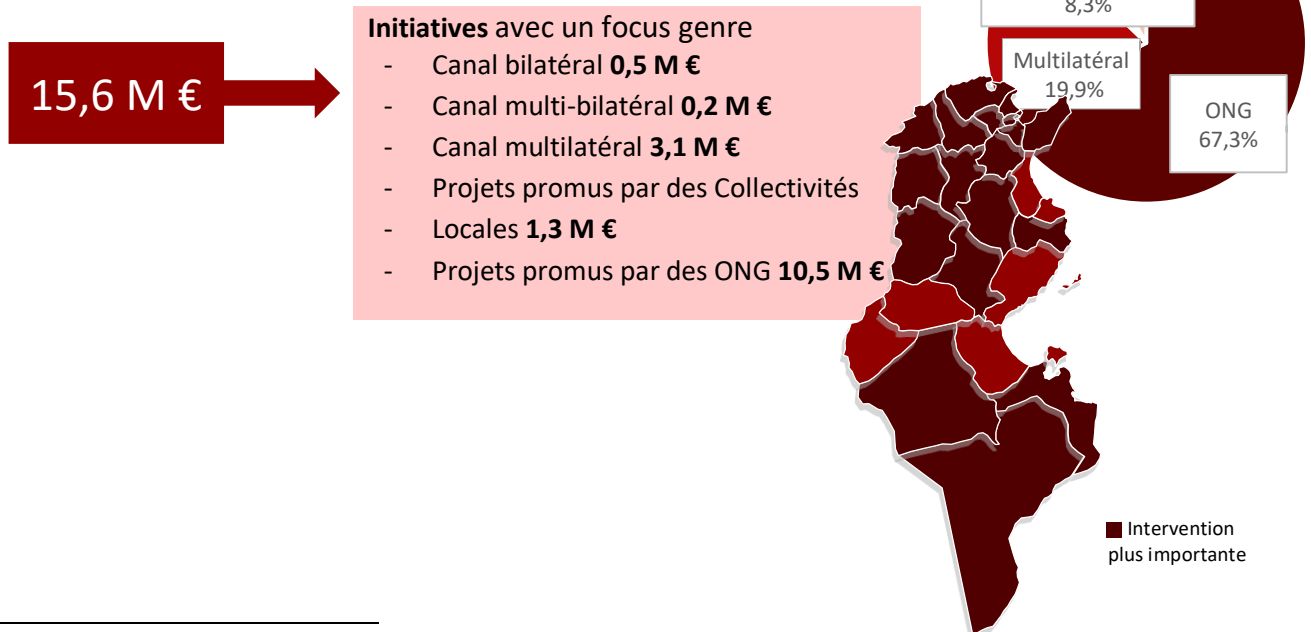 15,6 M €
Initiatives avec un focus genre
- Canal bilatéral 0,5 M €
- Canal multi-bilatéral 0,2 M €
- Canal multilatéral 3,1 M €
- Projets promus par des Collectivités
- Locales 1,3 M €
- Projets promus par des ONG 10,5 M €
8,3%
Multilatéral
19,9%
ONG
67,3%
Intervention
plus importante